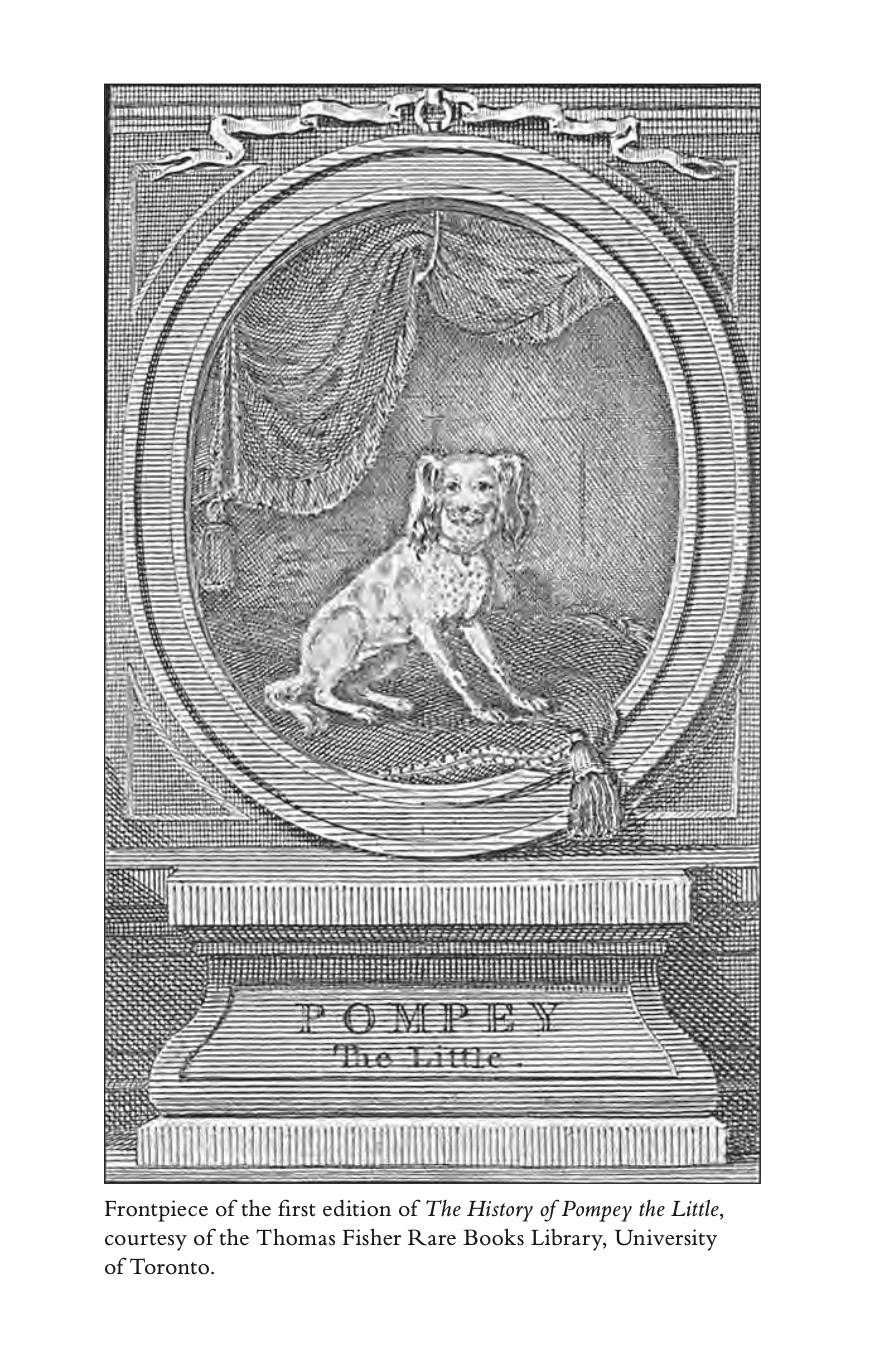 POMPEY
The Little.
Frontpiece of the first edition of The History of Pompey the Little,
courtesy of the Thomas Fisher Rare Books Library, University
of Toronto.